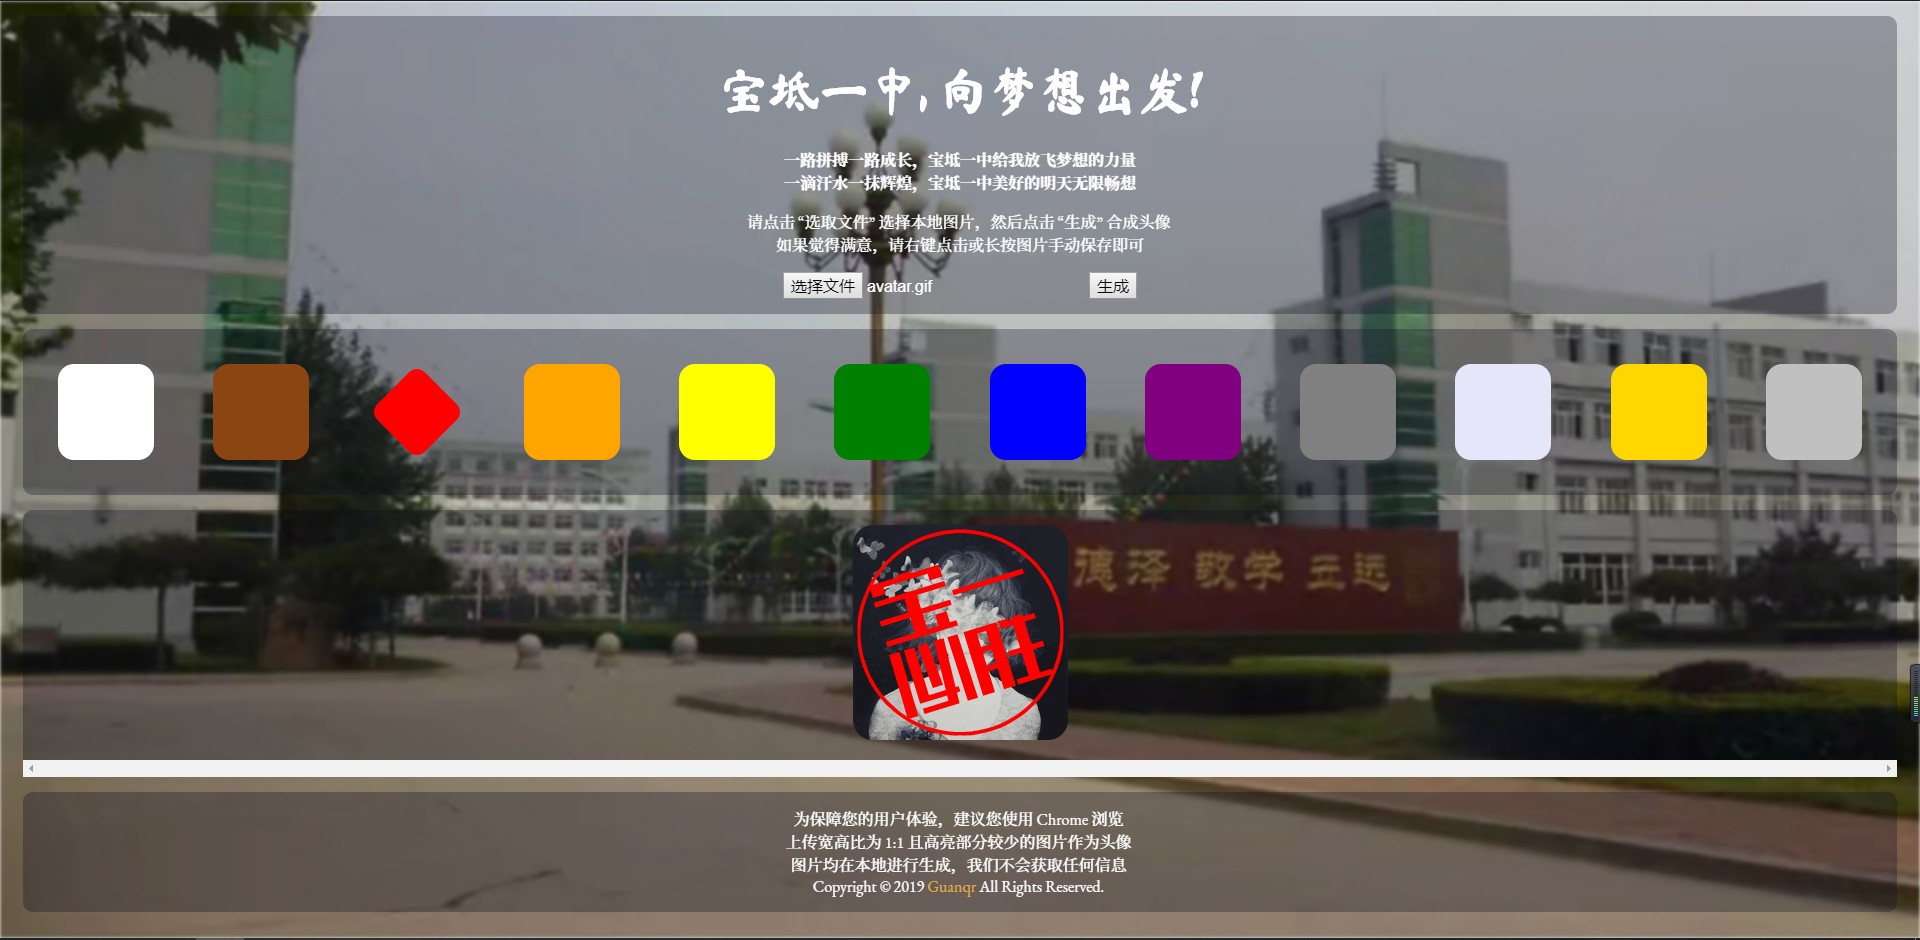 宝坻一中,向梦想出发!
一路拼搏一路成长，宝坻一中给我放飞梦想的力量
一滴汗水一抹辉煌，宝坻一中美好的明天无限畅想
请点击“选取文件” 选择本地图片，然后点击“生成” 合成头像
如果觉得满意，请右键点击或长按图片手动保存即可
选择文件 avatar.gif 生成
德泽 敬学 立远
宝一
必旺
为保障您的用户体验，建议您使用 Chrome 浏览
上传宽高比为 1:1 且高亮部分较少的图片作为头像
图片均在本地进行生成，我们不会获取任何信息
Copyright © 2019 Guanqr All Rights Reserved.